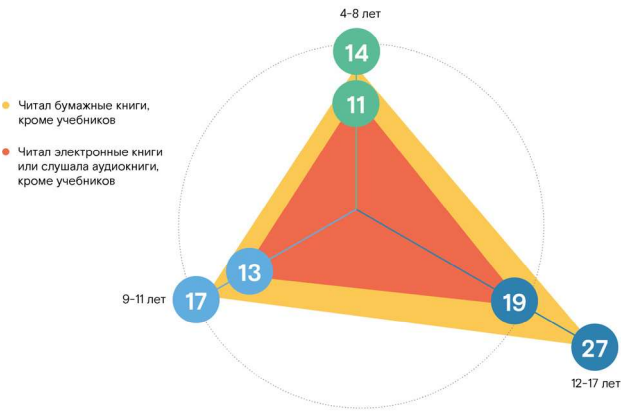 4-8 лет
14
11
Читал бумажные книги,
кроме учебников
Читал электронные книги
или слушала аудиокниги,
кроме учебников
13
9-11 лет
17
19
27
12-17 лет